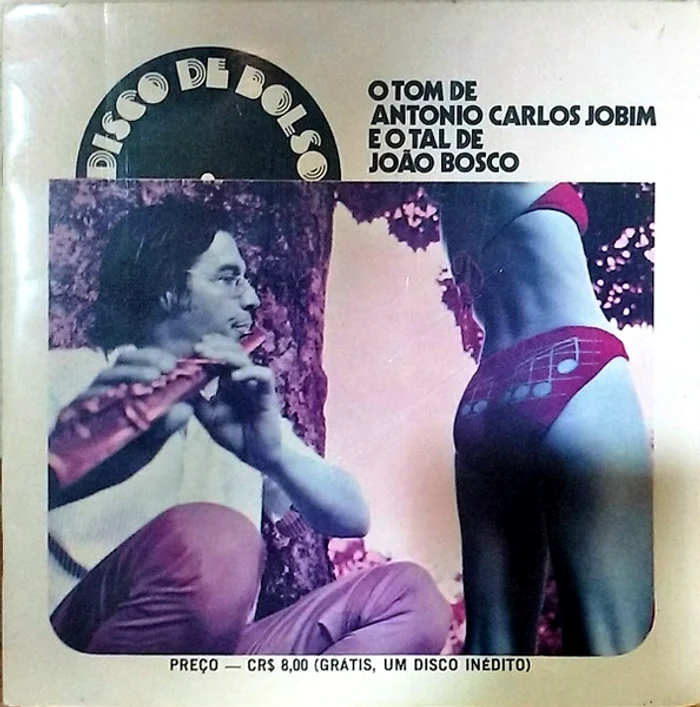 DISCO DE BOLSO
O TOM DE
ANTONIO CARLOS JOBIM
E O TAL DE
JOÃO BOSCO
PREÇO — CR$ 8,00 (GRÁTIS, UM DISCO INÉDITO)